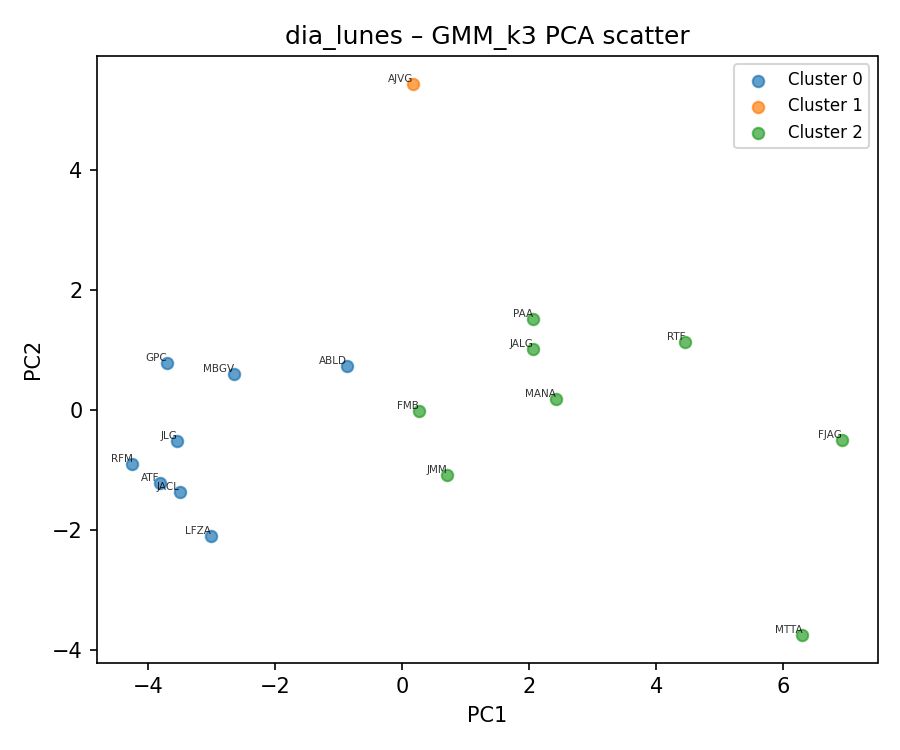 dia_lunes – GMM_k3 PCA scatter
AJVG
Cluster 0
Cluster 1
Cluster 2
4
2
PAA
RTF
JALG
GPC
MBGV
ABLD
MANA
PC2
0
FMB
JLG
FJAG
RFM
JMM
ATF
JACL
−2
LFZA
MTTA
−4
−4 −2 0 2 4 6
PC1